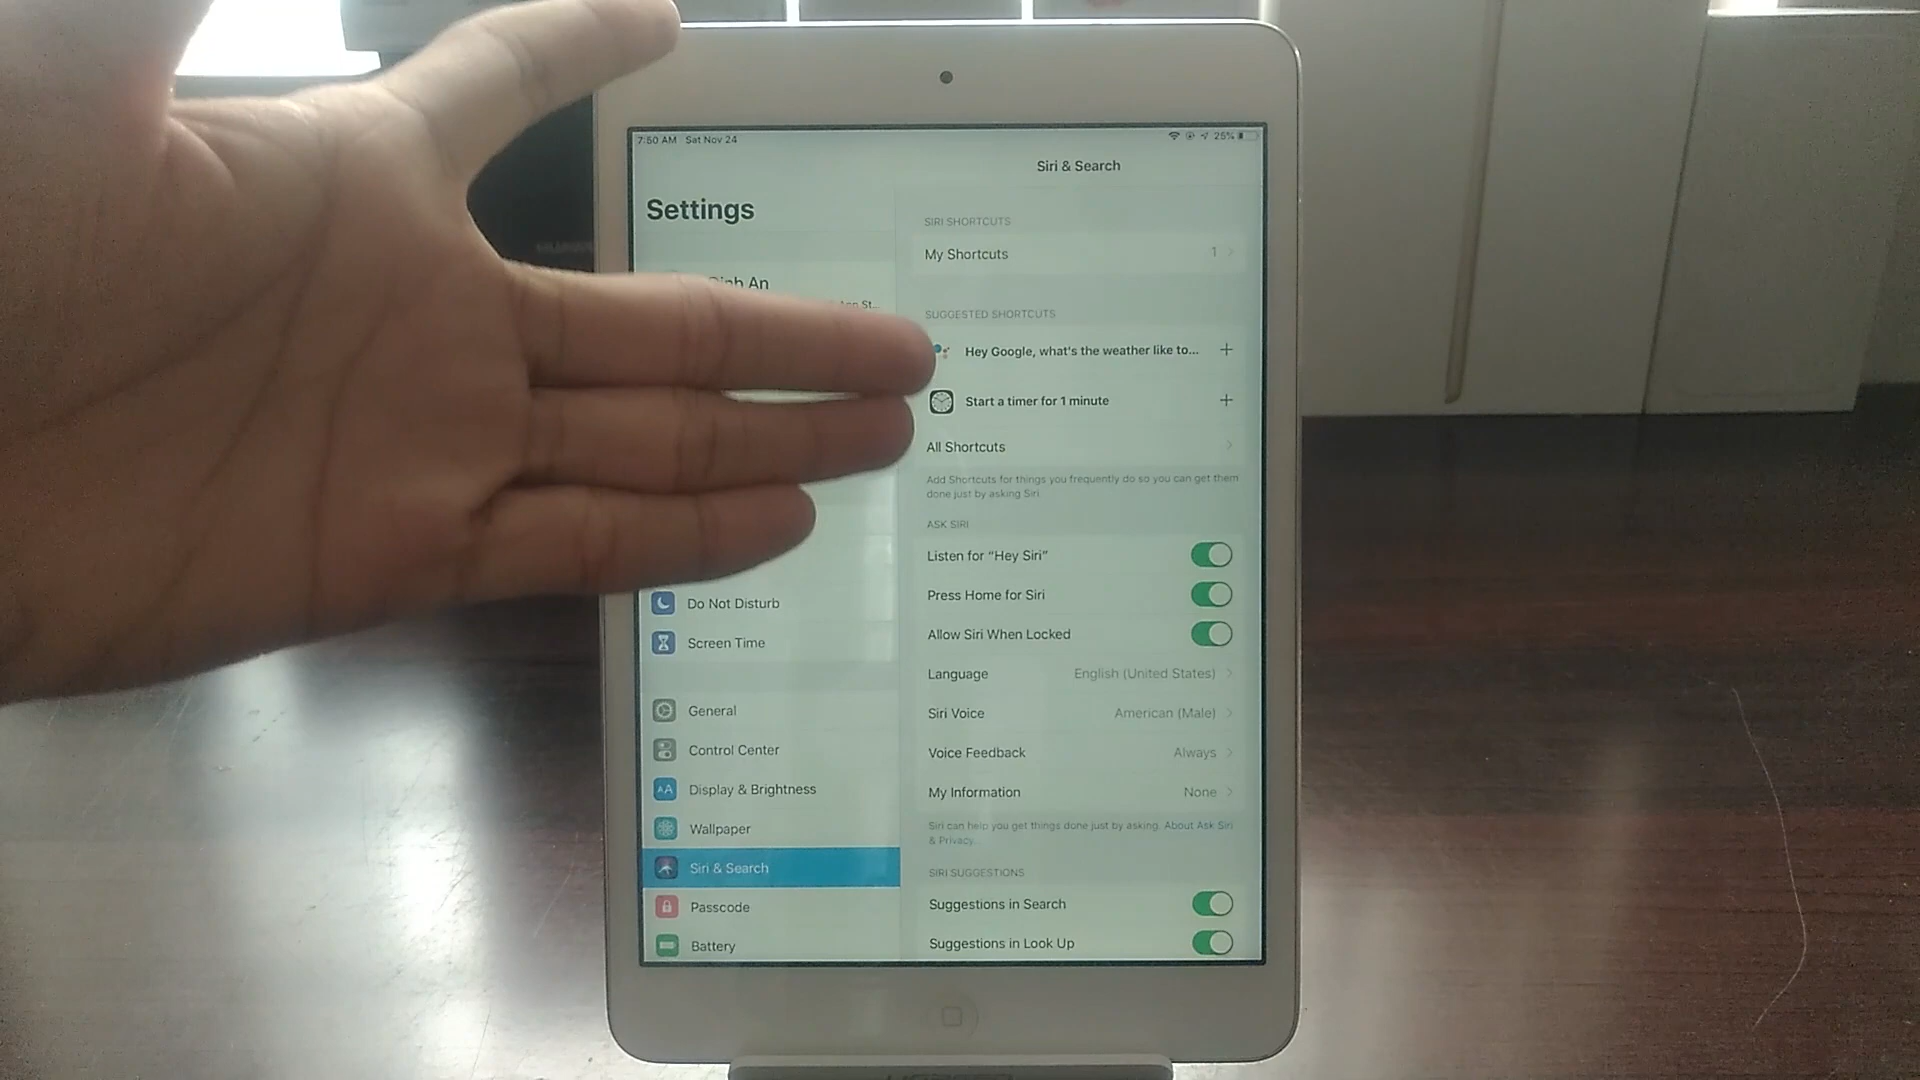 7:50 AM Sat Nov 24
25%
Siri & Search
Settings
Dinh An
App St...
SIRI SHORTCUTS
My Shortcuts 1
SUGGESTED SHORTCUTS
Hey Google, what's the weather like to...
Start a timer for 1 minute
All Shortcuts
Add Shortcuts for things you frequently do so you can get them
done just by asking Siri.
ASK SIRI
Listen for “Hey Siri”
Press Home for Siri
Allow Siri When Locked
Language English (United States)
Siri Voice American (Male)
Voice Feedback Always
My Information None
Siri can help you get things done just by asking. About Ask Siri
& Privacy...
SIRI SUGGESTIONS
Suggestions in Search
Suggestions in Look Up
Do Not Disturb
Screen Time
General
Control Center
AA
Display & Brightness
Wallpaper
Siri & Search
Passcode
Battery